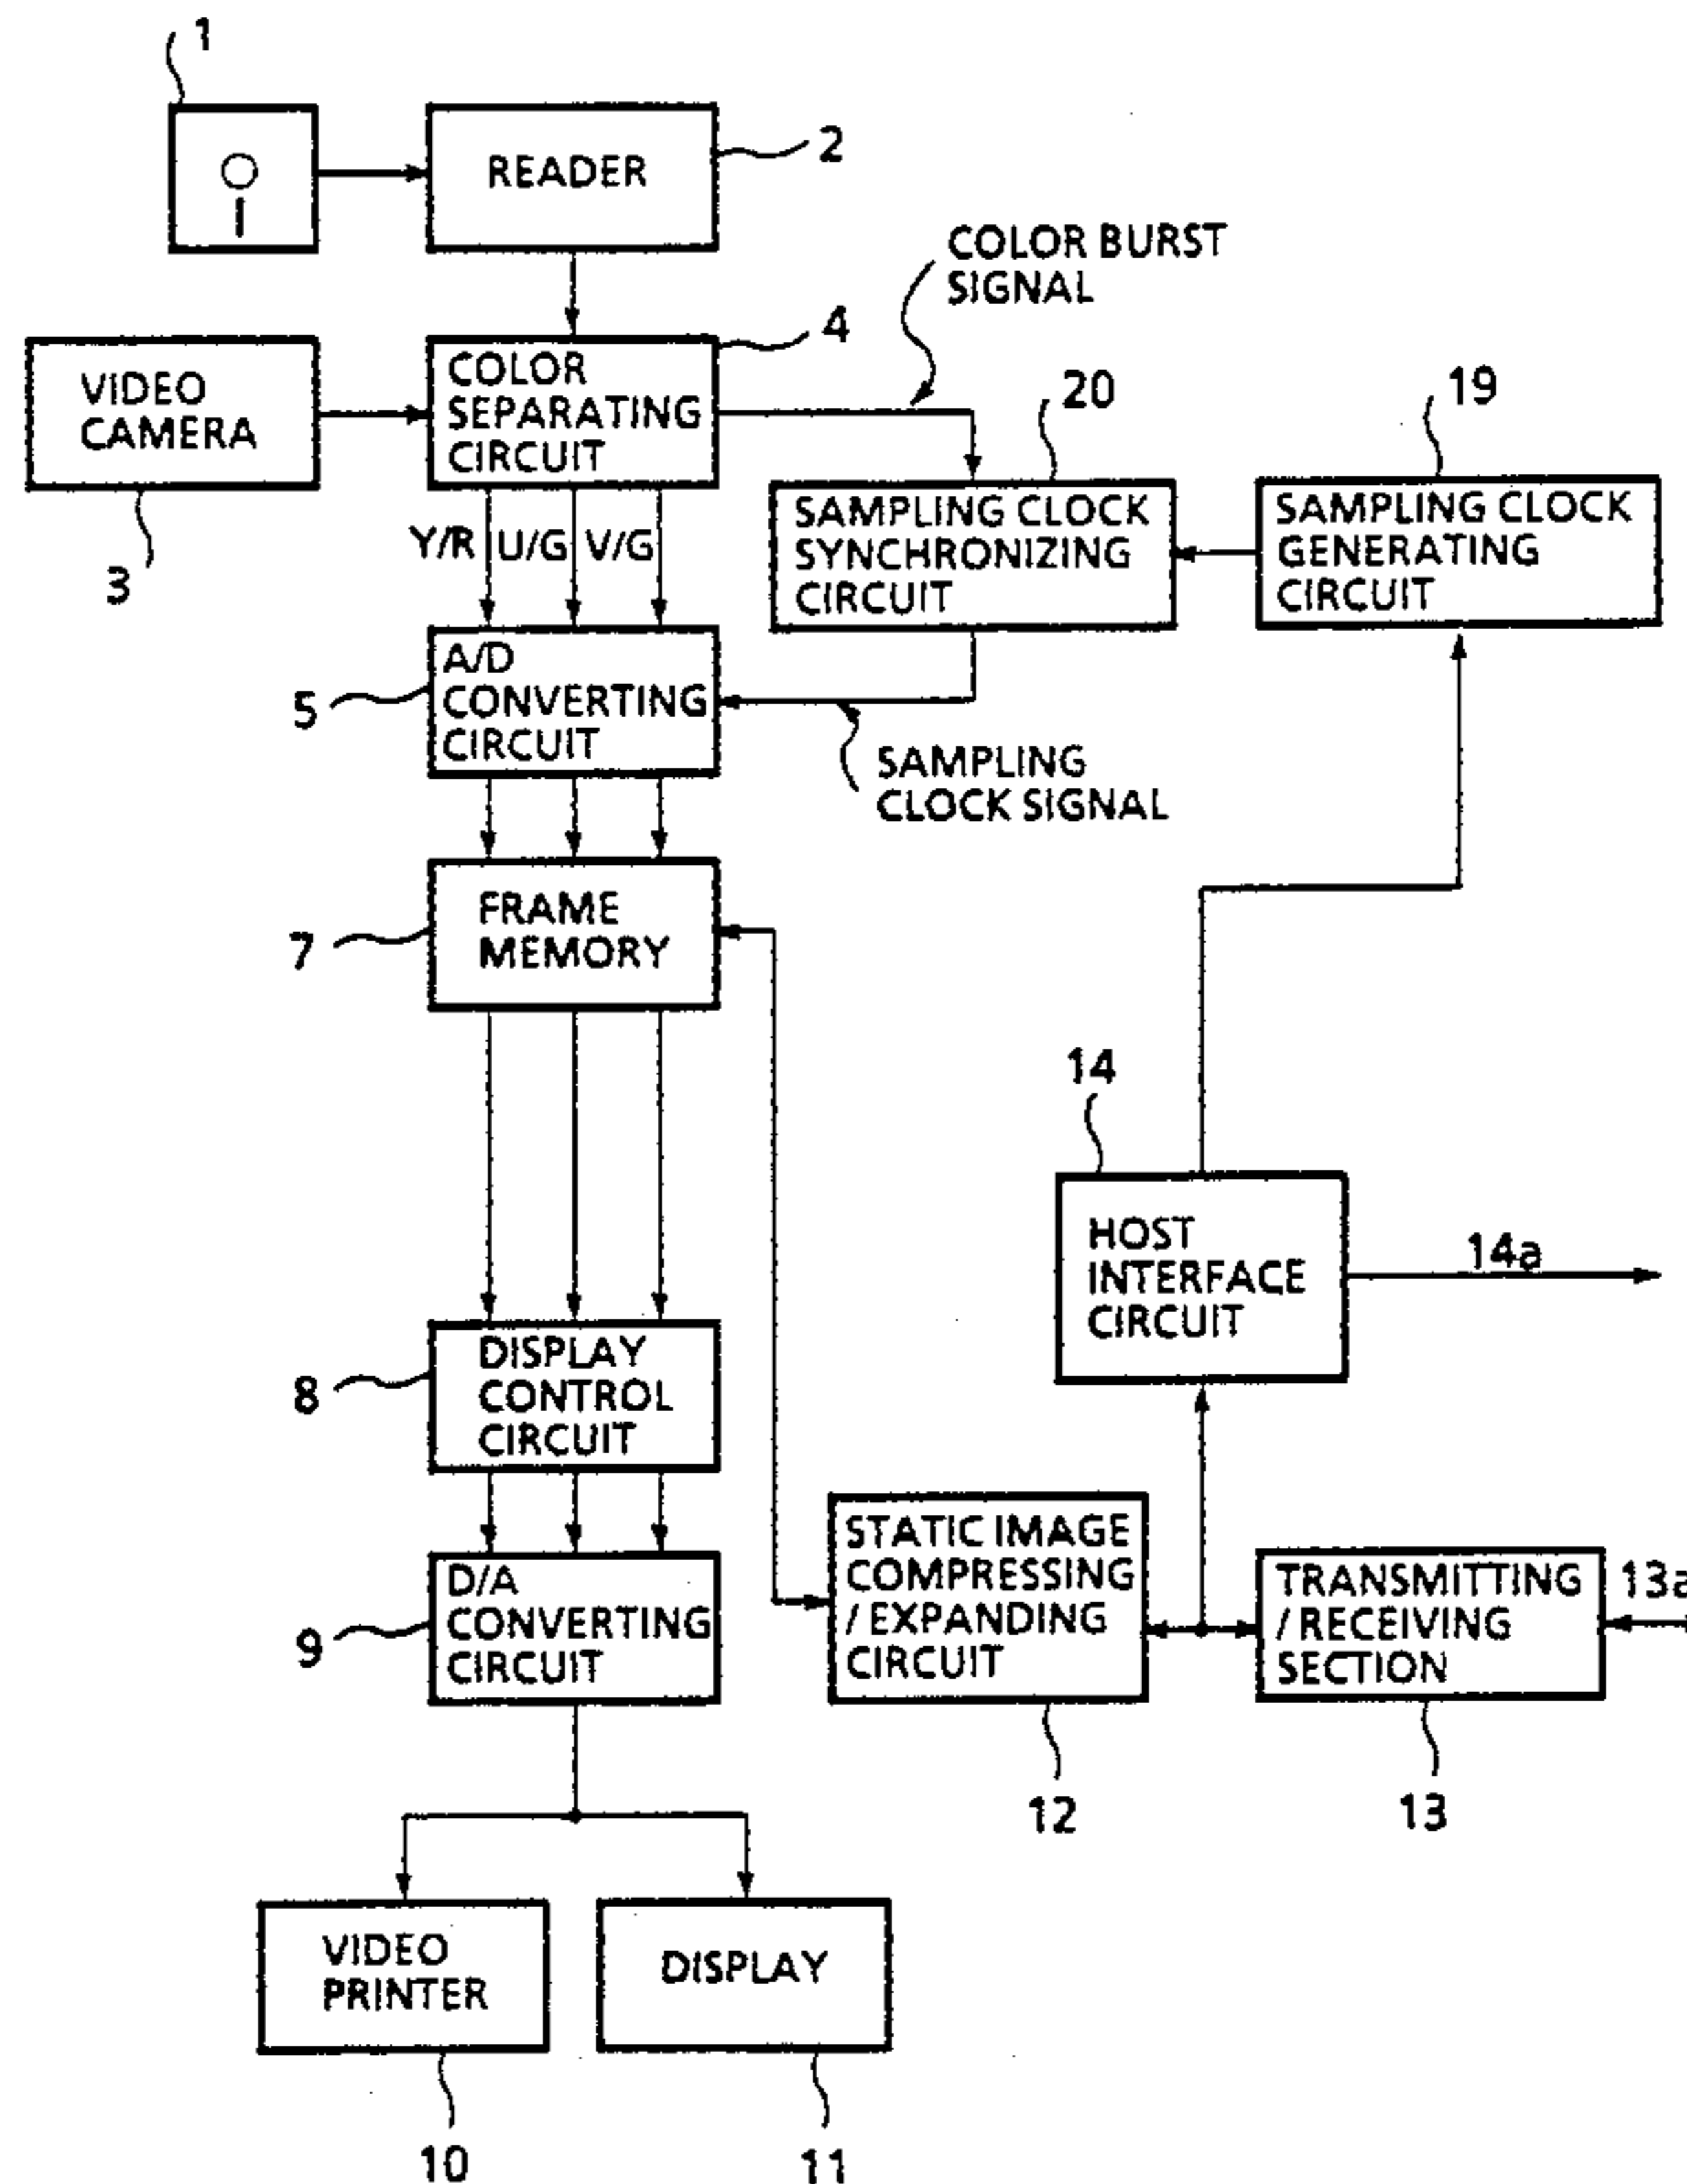 1
READER
2
COLOR BURST
SIGNAL
VIDEO
CAMERA
3
COLOR
SEPARATING
CIRCUIT
4
20
19
SAMPLING CLOCK
SYNCHRONIZING
CIRCUIT
SAMPLING CLOCK
GENERATING
CIRCUIT
Y/R U/G V/G
A/D
CONVERTING
CIRCUIT
5
SAMPLING
CLOCK SIGNAL
FRAME
MEMORY
7
14
HOST
INTERFACE
CIRCUIT
14a
DISPLAY
CONTROL
CIRCUIT
8
D/A
CONVERTING
CIRCUIT
9
STATIC IMAGE
COMPRESSING
/ EXPANDING
CIRCUIT
12
TRANSMITTING
/ RECEIVING
SECTION
13a
13
VIDEO
PRINTER
DISPLAY
10
11